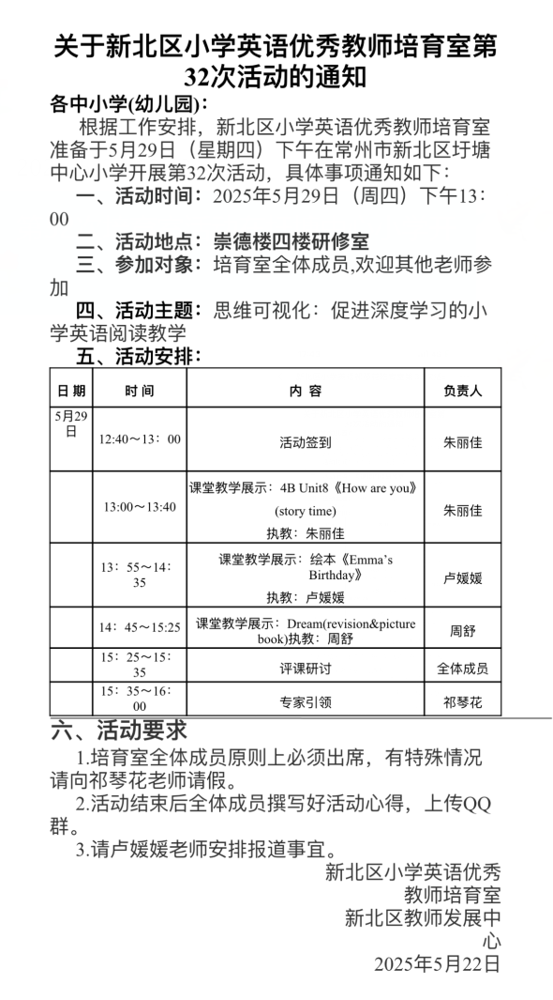 关于新北区小学英语优秀教师培育室第
32次活动的通知
各中小学(幼儿园)：
根据工作安排，新北区小学英语优秀教师培育室
准备于5月29日（星期四）下午在常州市新北区圩塘
中心小学开展第32次活动，具体事项通知如下：
一、活动时间：2025年5月29日（周四）下午13：
00
二、活动地点：崇德楼四楼研修室
三、参加对象：培育室全体成员,欢迎其他老师参
加
四、活动主题：思维可视化：促进深度学习的小
学英语阅读教学
五、活动安排：
日 期 时 间 内 容 负责人
5月29
日
12:40～13：00 活动签到 朱丽佳
13:00～13:40
课堂教学展示：4B Unit8《How are you》
(story time)
执教：朱丽佳
朱丽佳
13：55～14：
35
课堂教学展示：绘本《Emma’s
Birthday》
执教：卢媛媛
卢媛媛
14：45～15:25
课堂教学展示：Dream(revision&picture
book)执教：周舒
周舒
15：25～15：
35
评课研讨 全体成员
15：35～16：
00
专家引领 祁琴花
六、活动要求
1.培育室全体成员原则上必须出席，有特殊情况
请向祁琴花老师请假。
2.活动结束后全体成员撰写好活动心得，上传QQ
群。
3.请卢媛媛老师安排报道事宜。
新北区小学英语优秀
教师培育室
新北区教师发展中
心
2025年5月22日